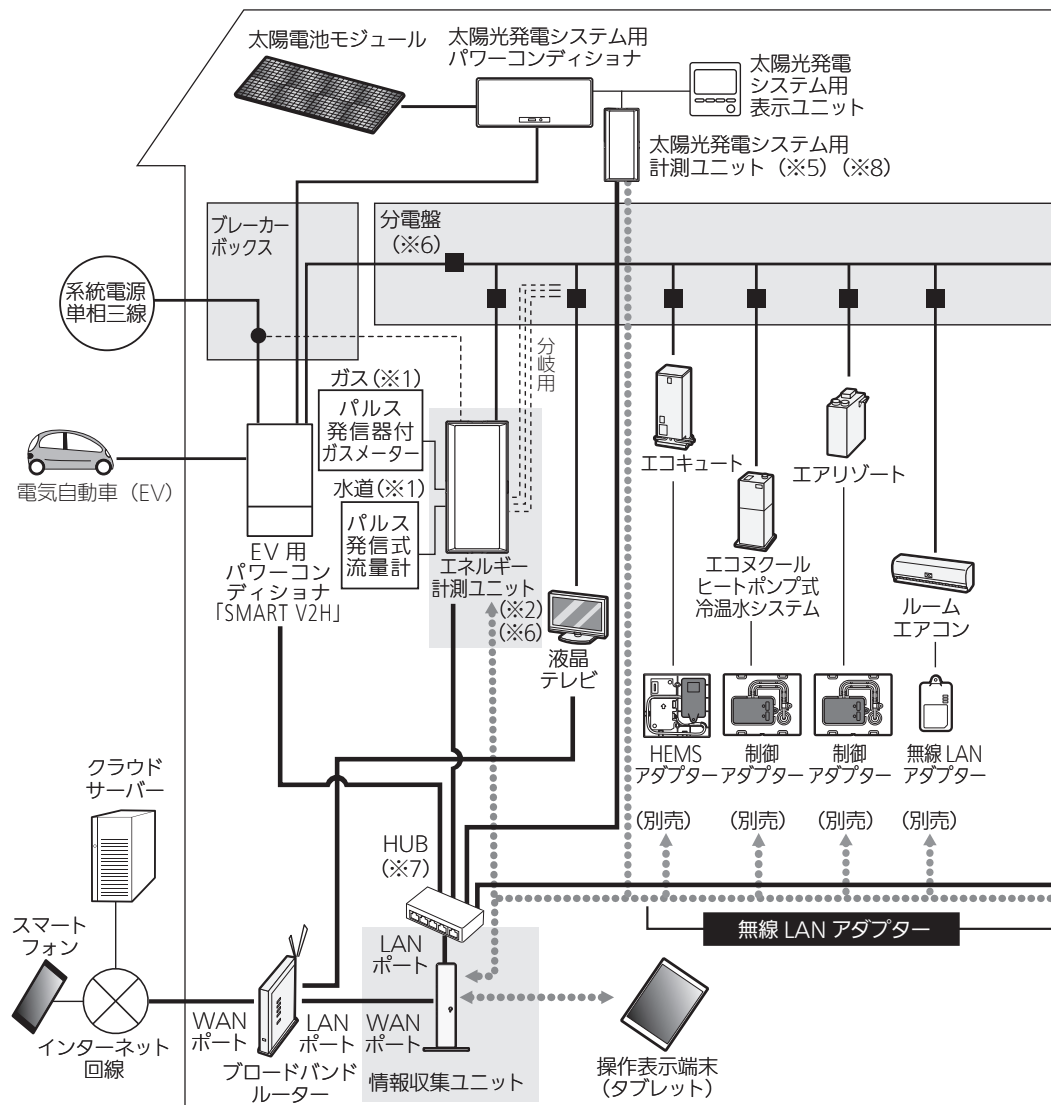 太陽電池モジュール
太陽光発電システム用
パワーコンディショナ
太陽光発電
システム用
表示ユニット
太陽光発電システム用
計測ユニット（※5）（※8）
ブレーカー
ボックス
分電盤
（※6）
系統電源
単相三線
分岐用
ガス（※1）
パルス
発信器付
ガスメーター
水道（※1）
パルス
発信式
流量計
電気自動車（EV）
EV用
パワーコン
ディショナ
「SMART V2H」
エネルギー
計測ユニット
（※2）
（※6）
液晶
テレビ
エコキュート
エコヌクール
ヒートポンプ式
冷温水システム
エアリゾート
ルーム
エアコン
HEMS
アダプター
制御
アダプター
制御
アダプター
無線LAN
アダプター
（別売）
（別売）
（別売）
（別売）
クラウド
サーバー
HUB
（※7）
スマート
フォン
LAN
ポート
無線LANアダプター
WAN
ポート
LAN
ポート
WAN
ポート
インターネット
回線
ブロードバンド
ルーター
情報収集ユニット
操作表示端末
（タブレット）